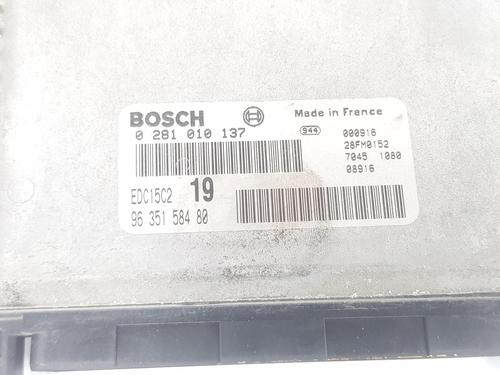 BOSCH
Made in France
0 281 010 137
944
000916
28FM0152
7045 1080
08916
EDC15C2 19
96 351 584 80